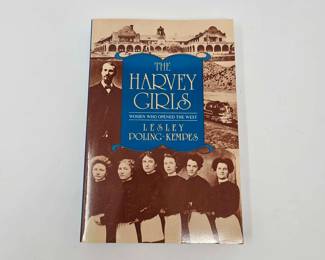 THE
HARVEY
GIRLS
WOMEN WHO OPENED THE WEST
LESLEY
POLING-KEMPES